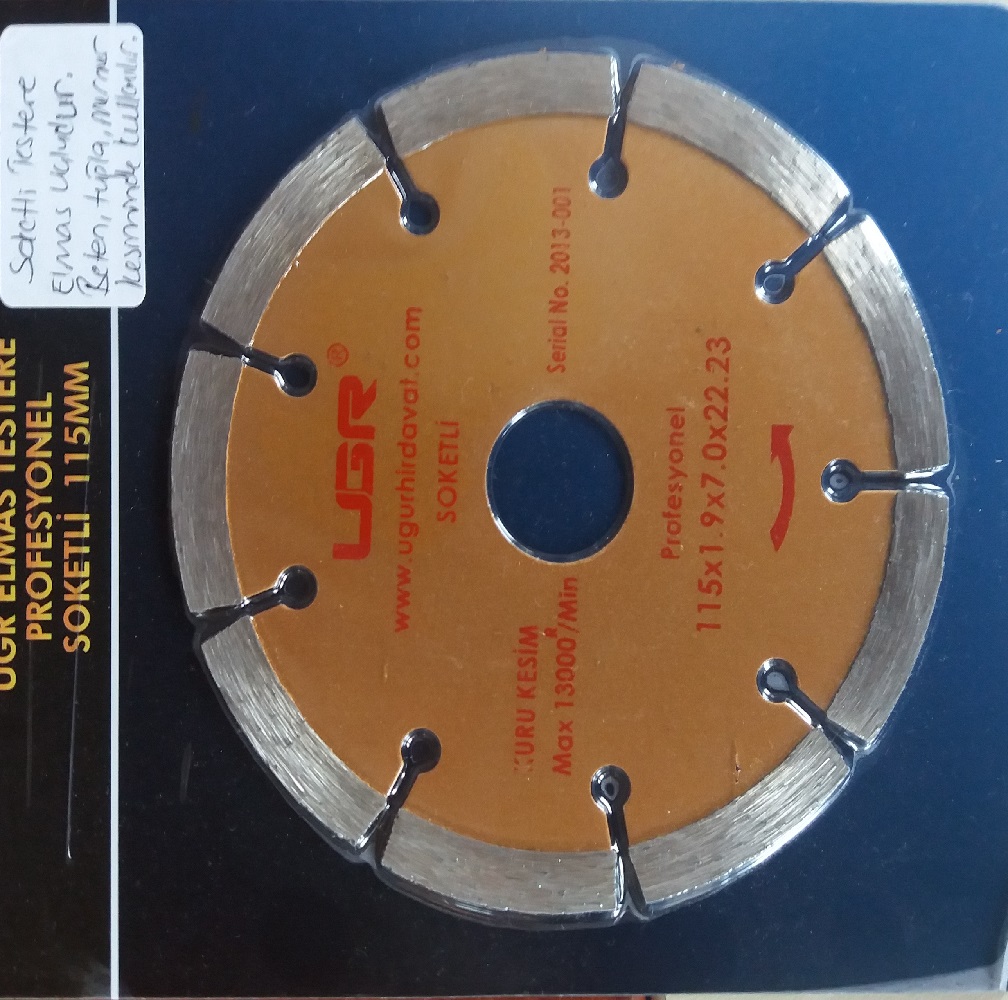 Soketli Testere
Elmas uçludur.
Beton, tuğla, mermer
kesiminde kullanılır.
UGR ELMAS TESTERE
PROFESYONEL
SOKETLİ 115MM
UGR®
www.ugurhirdavat.com
SOKETLİ
KURU KESİM
Max 13000"/Min
Serial No. 2013-001
Profesyonel
115x1.9x7.0x22.23